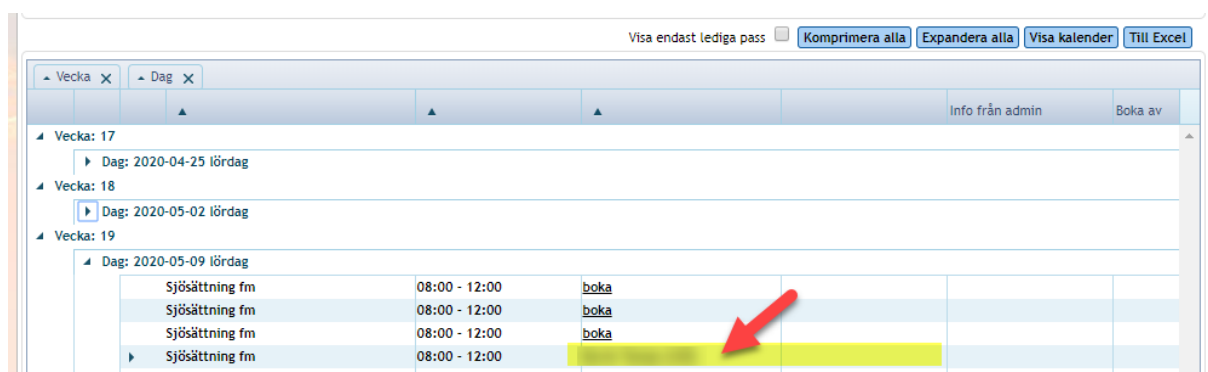 Visa endast lediga pass Komprimera alla Expandera alla Visa kalender Till Excel
Vecka Dag
Info från admin Boka av
Vecka: 17
Dag: 2020-04-25 lördag
Vecka: 18
Dag: 2020-05-02 lördag
Vecka: 19
Dag: 2020-05-09 lördag
Sjösättning fm 08:00 - 12:00 boka
Sjösättning fm 08:00 - 12:00 boka
Sjösättning fm 08:00 - 12:00 boka
Sjösättning fm 08:00 - 12:00